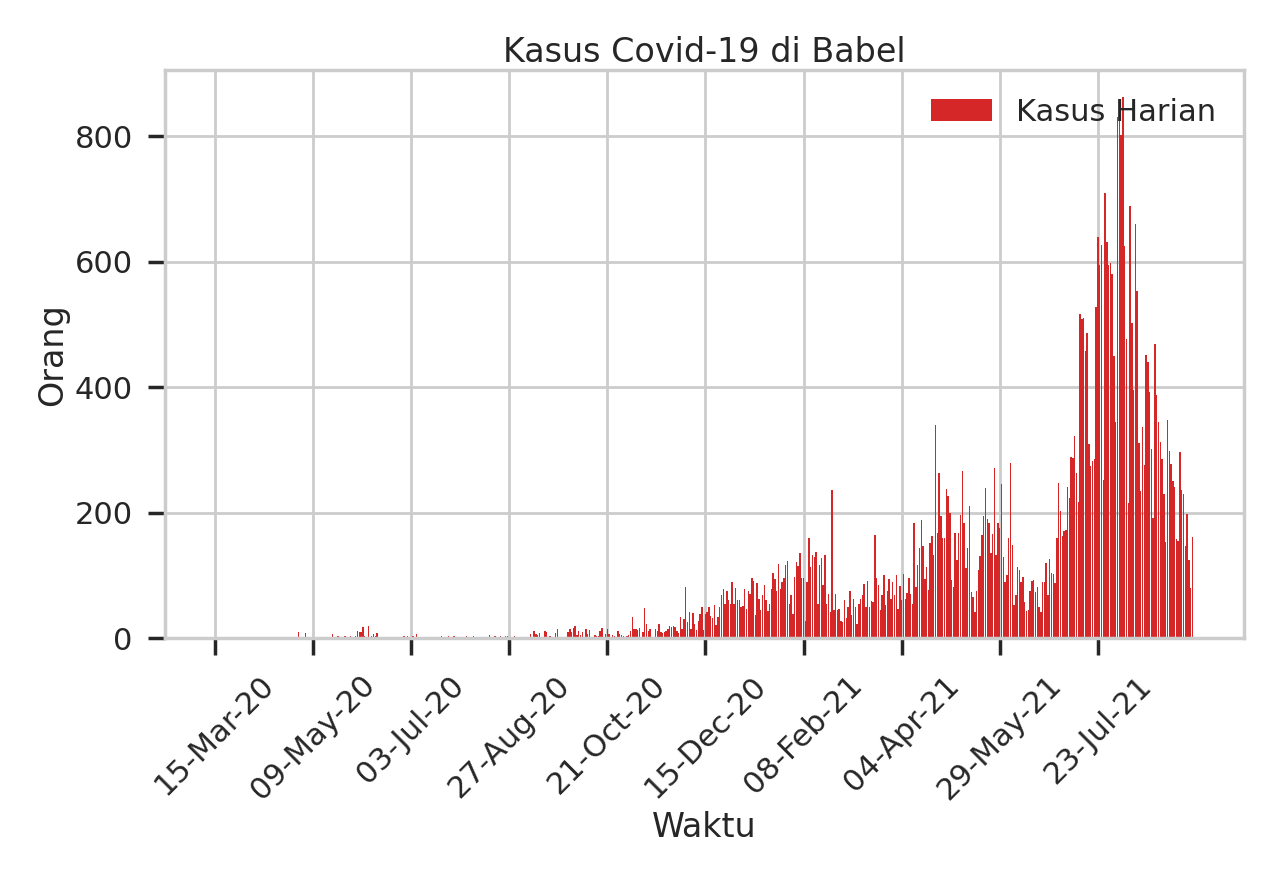 Kasus Covid-19 di Babel
Kasus Harian
Orang
800
600
400
200
0
15-Mar-20
09-May-20
03-Jul-20
27-Aug-20
21-Oct-20
15-Dec-20
08-Feb-21
04-Apr-21
29-May-21
23-Jul-21
Waktu